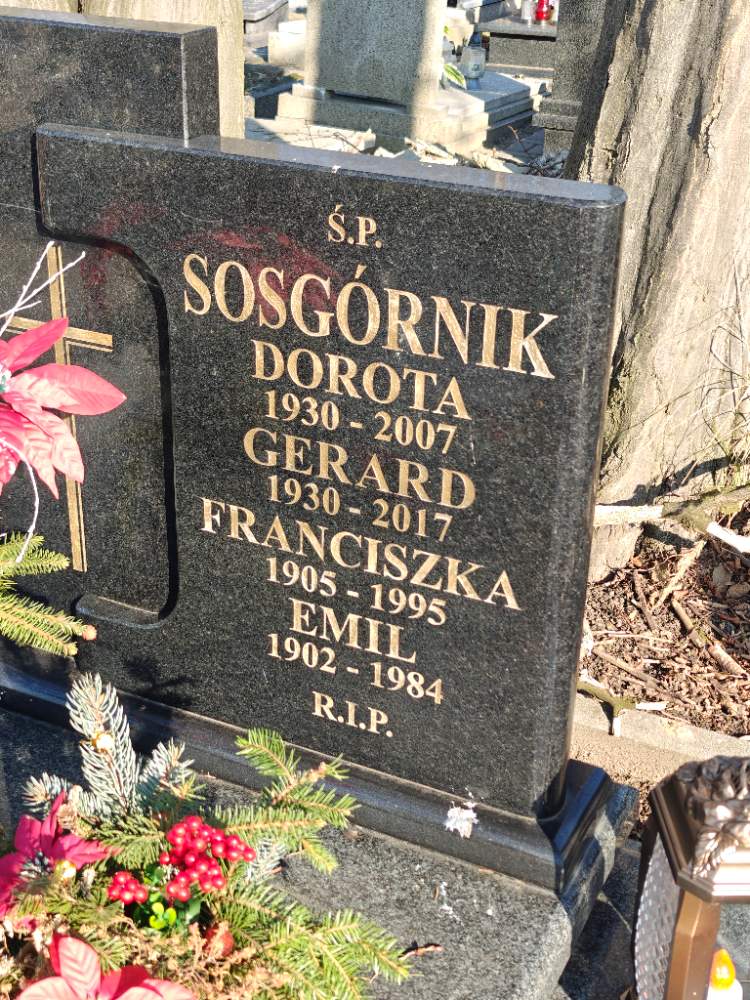 Ś.P.
SOSGÓRNIK
DOROTA
1930 - 2007
GERARD
1930 - 2017
FRANCISZKA
1905 - 1995
EMIL
1902 - 1984
R.I.P.